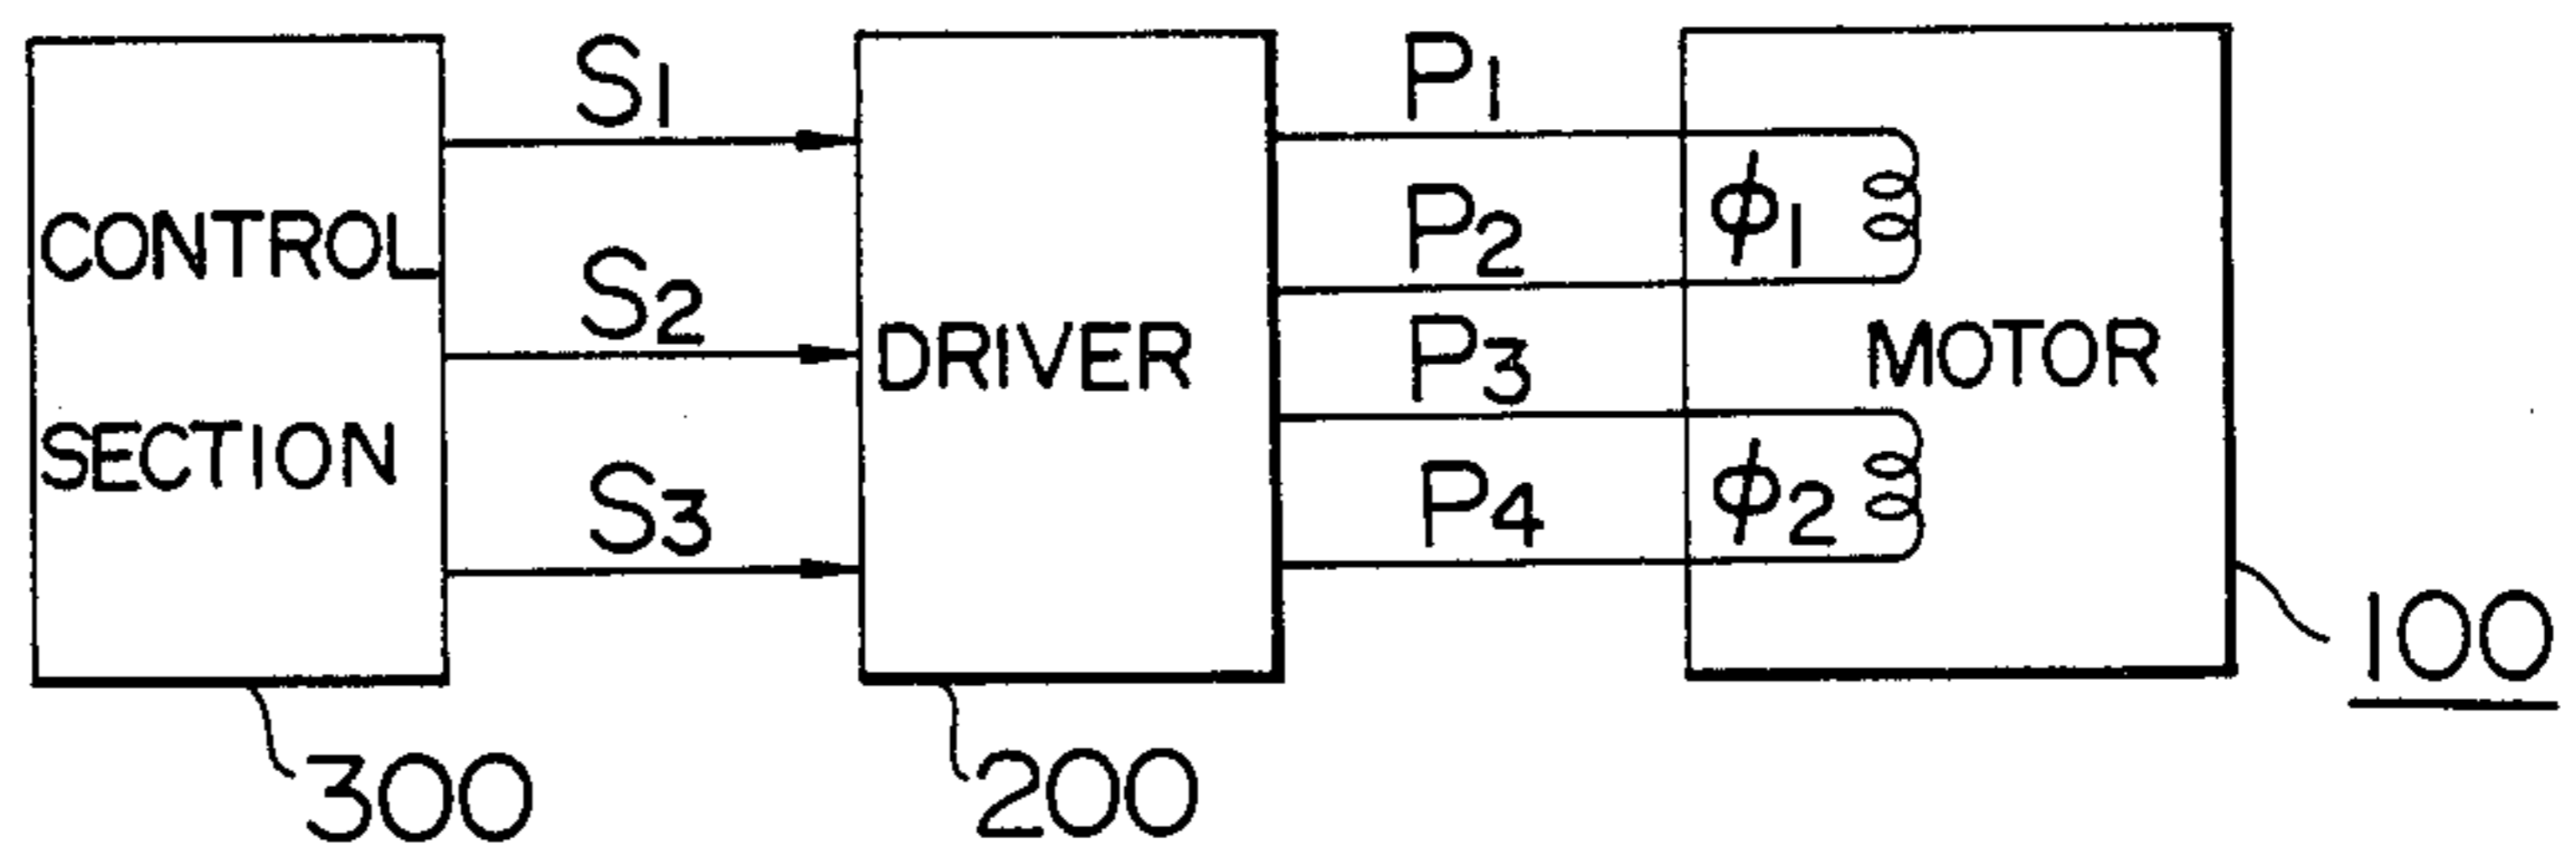 CONTROL
SECTION
S1
S2
S3
DRIVER
P1
P2
P3
P4
ϕ1
ϕ2
MOTOR
300
200
100